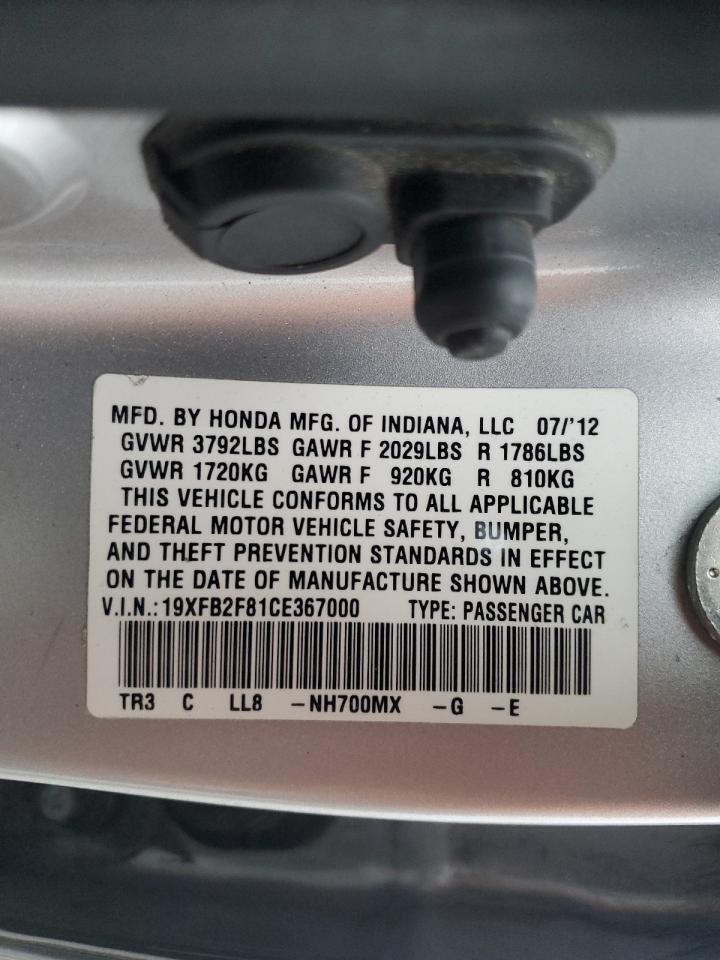 MFD. BY HONDA MFG. OF INDIANA, LLC 07/'12
GVWR 3792LBS GAWR F 2029LBS R 1786LBS
GVWR 1720KG GAWR F 920KG R 810KG
THIS VEHICLE CONFORMS TO ALL APPLICABLE
FEDERAL MOTOR VEHICLE SAFETY, BUMPER,
AND THEFT PREVENTION STANDARDS IN EFFECT
ON THE DATE OF MANUFACTURE SHOWN ABOVE.
V.I.N.: 19XFB2F81CE367000 TYPE: PASSENGER CAR
TR3 C LL8 -NH700MX -G -E